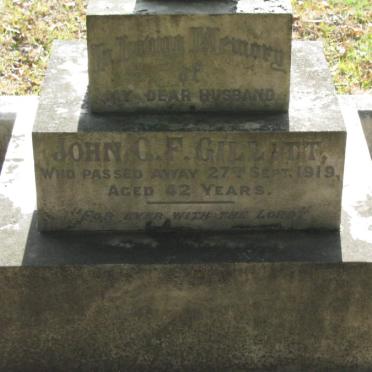 In Loving Memory
of
MY DEAR HUSBAND
JOHN C. F.
WHO PASSED AWAY 27TH SEPT. 1919,
AGED 42 YEARS.
"FOR EVER WITH THE LORD"